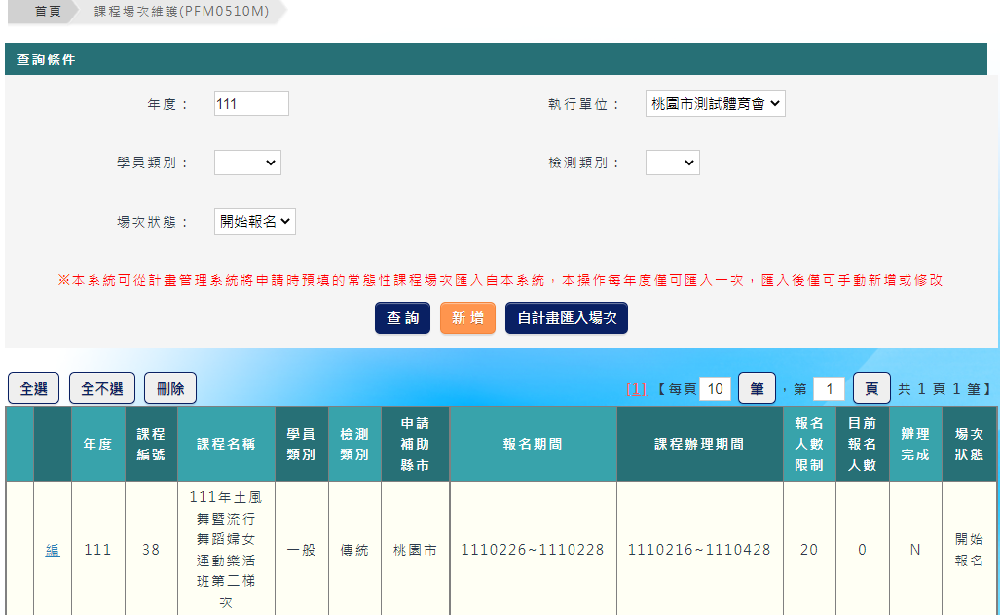 首頁 課程場次維護(PFM0510M)
查詢條件
年度： 111 執行單位： 桃園市測試體育會
學員類別： 檢測類別：
場次狀態： 開始報名
※本系統可從計畫管理系統將申請時預填的常態性課程場次匯入自本系統，本操作每年度僅可匯入一次，匯入後僅可手動新增或修改
查詢 新增 自計畫匯入場次
全選 全不選 刪除 [1] 【每頁 10 筆 ，第 1 頁 共 1 頁 1 筆】
年度
課程
編號
課程名稱
學員
類別
檢測
類別
申請
補助
縣市
報名期間
課程辦理期間
報名
人數
限制
目前
報名
人數
辦理
完成
場次
狀態
編
111
38
111年土風
舞暨流行
舞蹈婦女
運動樂活
班第二梯
次
一般
傳統
桃園市
1110226~1110228
1110216~1110428
20
0
N
開始
報名